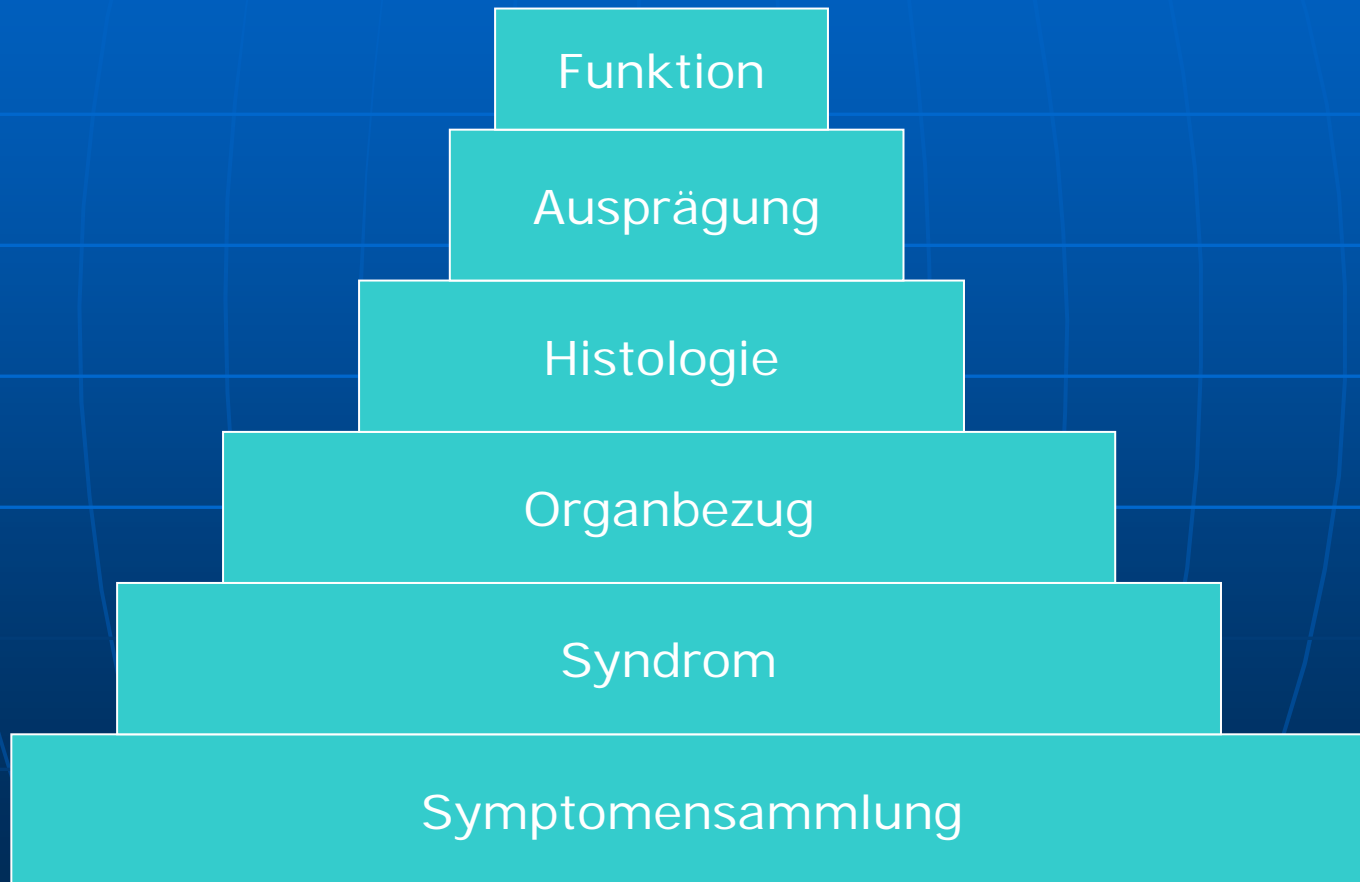 Funktion
Ausprägung
Histologie
Organbezug
Syndrom
Symptomensammlung